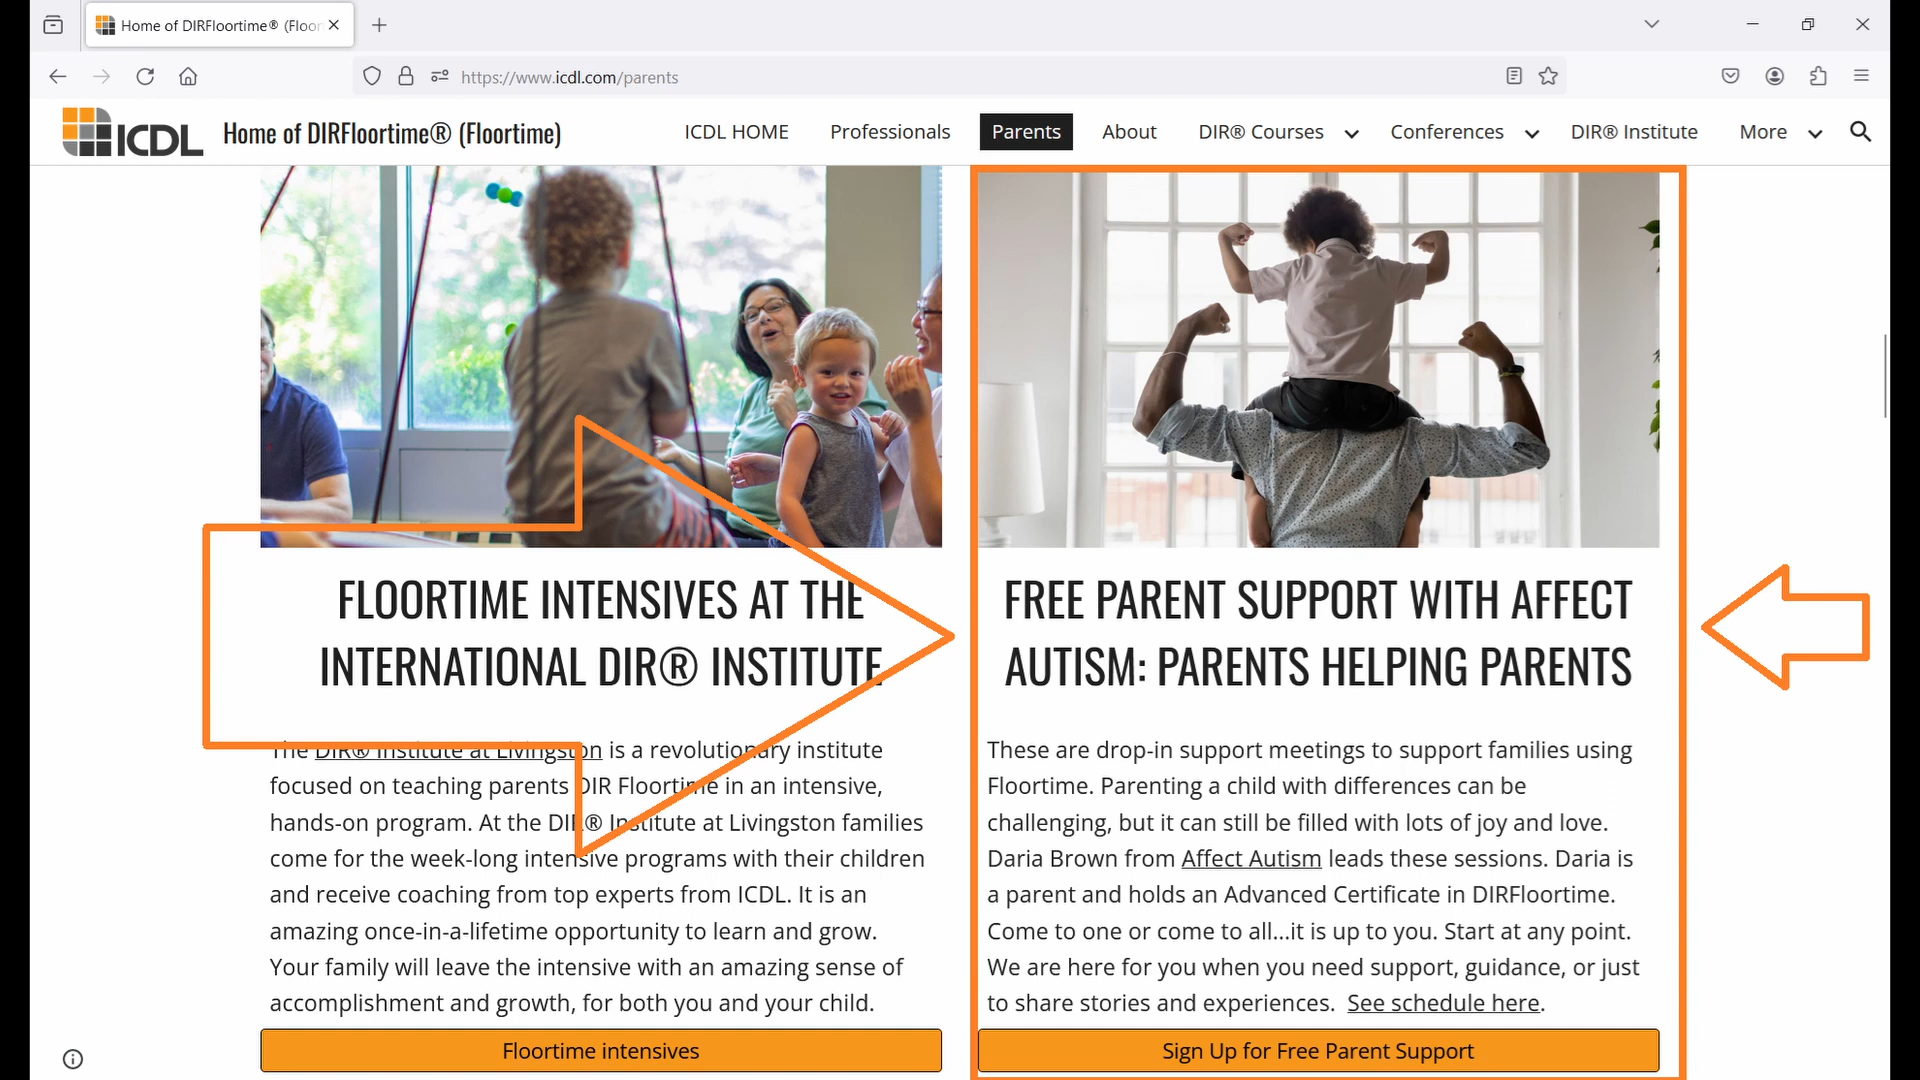 Home of DIRFloortime® (Floor
https://www.icdl.com/parents
ICDL
Home of DIRFloortime® (Floortime)
ICDL HOME
Professionals
Parents
About
DIR® Courses
Conferences
DIR® Institute
More
FLOORTIME INTENSIVES AT THE
INTERNATIONAL DIR® INSTITUTE
The DIR® Institute at Livingston is a revolutionary institute
focused on teaching parents DIR Floortime in an intensive,
hands-on program. At the DIR® Institute at Livingston families
come for the week-long intensive programs with their children
and receive coaching from top experts from ICDL. It is an
amazing once-in-a-lifetime opportunity to learn and grow.
Your family will leave the intensive with an amazing sense of
accomplishment and growth, for both you and your child.
Floortime intensives
FREE PARENT SUPPORT WITH AFFECT
AUTISM: PARENTS HELPING PARENTS
These are drop-in support meetings to support families using
Floortime. Parenting a child with differences can be
challenging, but it can still be filled with lots of joy and love.
Daria Brown from Affect Autism leads these sessions. Daria is
a parent and holds an Advanced Certificate in DIRFloortime.
Come to one or come to all...it is up to you. Start at any point.
We are here for you when you need support, guidance, or just
to share stories and experiences. See schedule here.
Sign Up for Free Parent Support